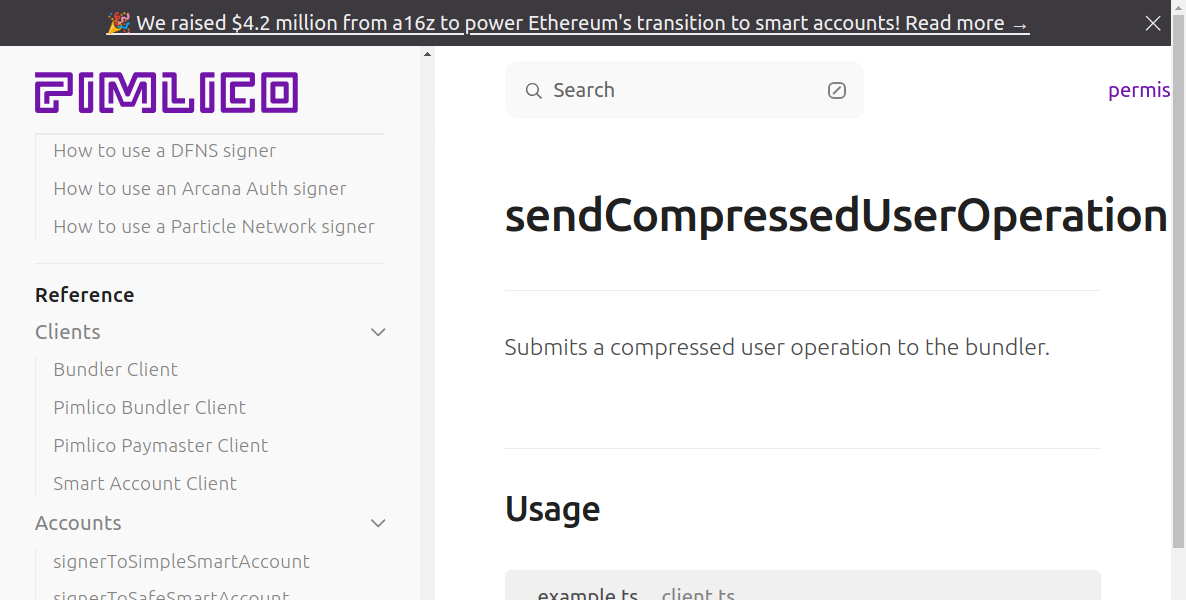 🎉 We raised $4.2 million from a16z to power Ethereum's transition to smart accounts! Read more →
PIMLICO
How to use a DFNS signer
How to use an Arcana Auth signer
How to use a Particle Network signer
Reference
Clients
Bundler Client
Pimlico Bundler Client
Pimlico Paymaster Client
Smart Account Client
Accounts
signerToSimpleSmartAccount
signerToSafeSmartAccount
Search
permis
sendCompressedUserOperation
Submits a compressed user operation to the bundler.
Usage
example.ts client.ts